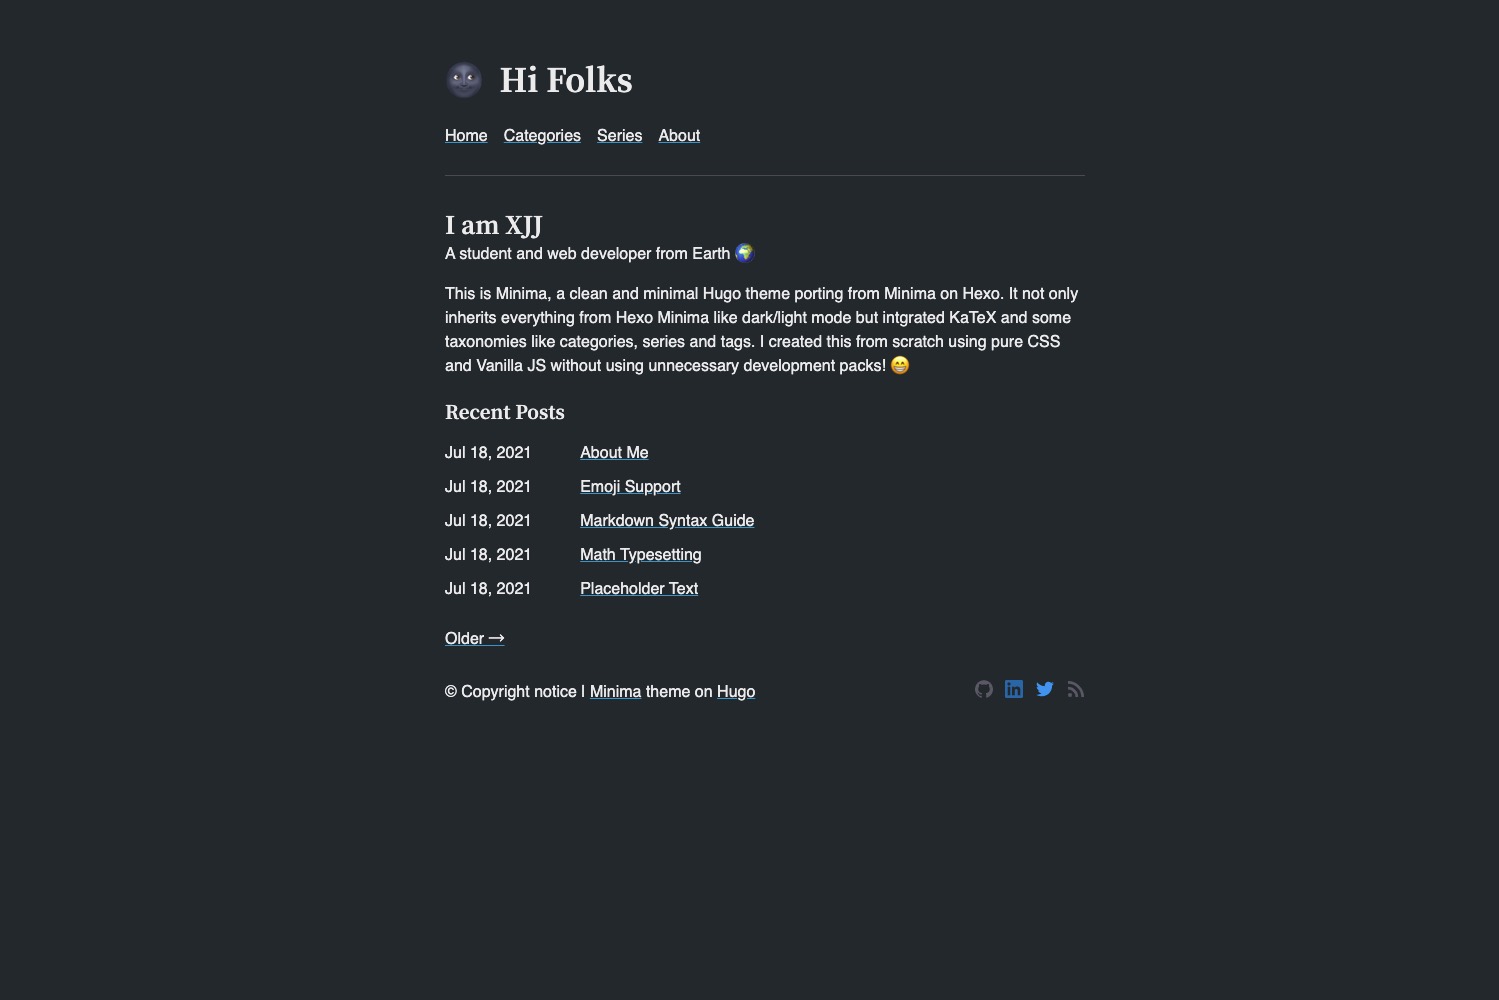 🌚 Hi Folks
Home Categories Series About
I am XJJ
A student and web developer from Earth 🌍
This is Minima, a clean and minimal Hugo theme porting from Minima on Hexo. It not only
inherits everything from Hexo Minima like dark/light mode but intgrated KaTeX and some
taxonomies like categories, series and tags. I created this from scratch using pure CSS
and Vanilla JS without using unnecessary development packs! 😁
Recent Posts
Jul 18, 2021 About Me
Jul 18, 2021 Emoji Support
Jul 18, 2021 Markdown Syntax Guide
Jul 18, 2021 Math Typesetting
Jul 18, 2021 Placeholder Text
Older →
© Copyright notice | Minima theme on Hugo